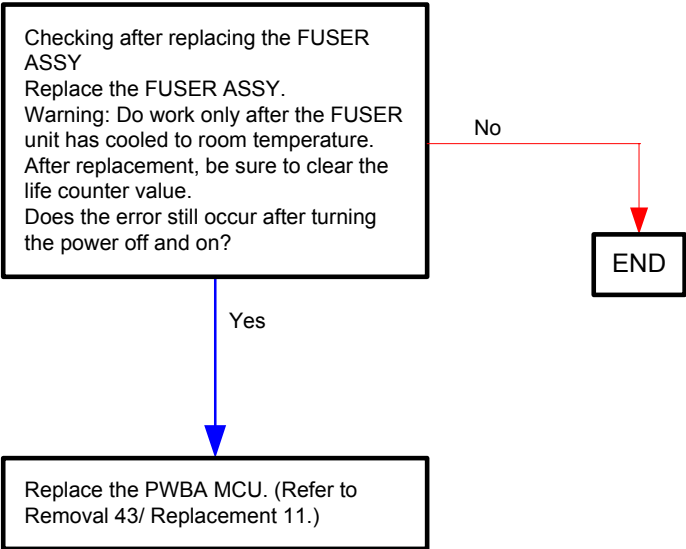 Checking after replacing the FUSER
ASSY
Replace the FUSER ASSY.
Warning: Do work only after the FUSER
unit has cooled to room temperature.
After replacement, be sure to clear the
life counter value.
Does the error still occur after turning
the power off and on?
No
END
Yes
Replace the PWBA MCU. (Refer to
Removal 43/ Replacement 11.)